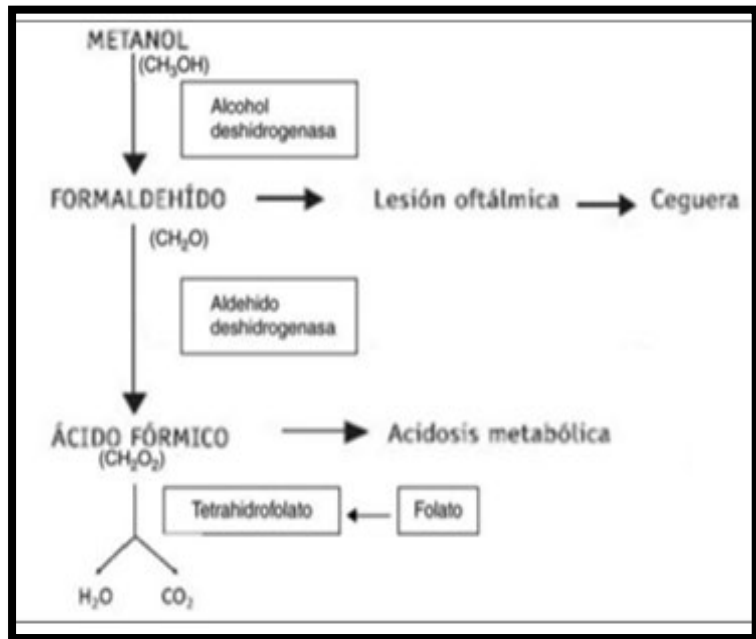 METANOL
(CH₃OH)
Alcohol
deshidrogenasa
FORMALDEHÍDO
Lesión oftálmica
Ceguera
(CH₂O)
Aldehido
deshidrogenasa
ÁCIDO FÓRMICO
Acidosis metabólica
(CH₂O₂)
Tetrahidrofolato
Folato
H₂O
CO₂